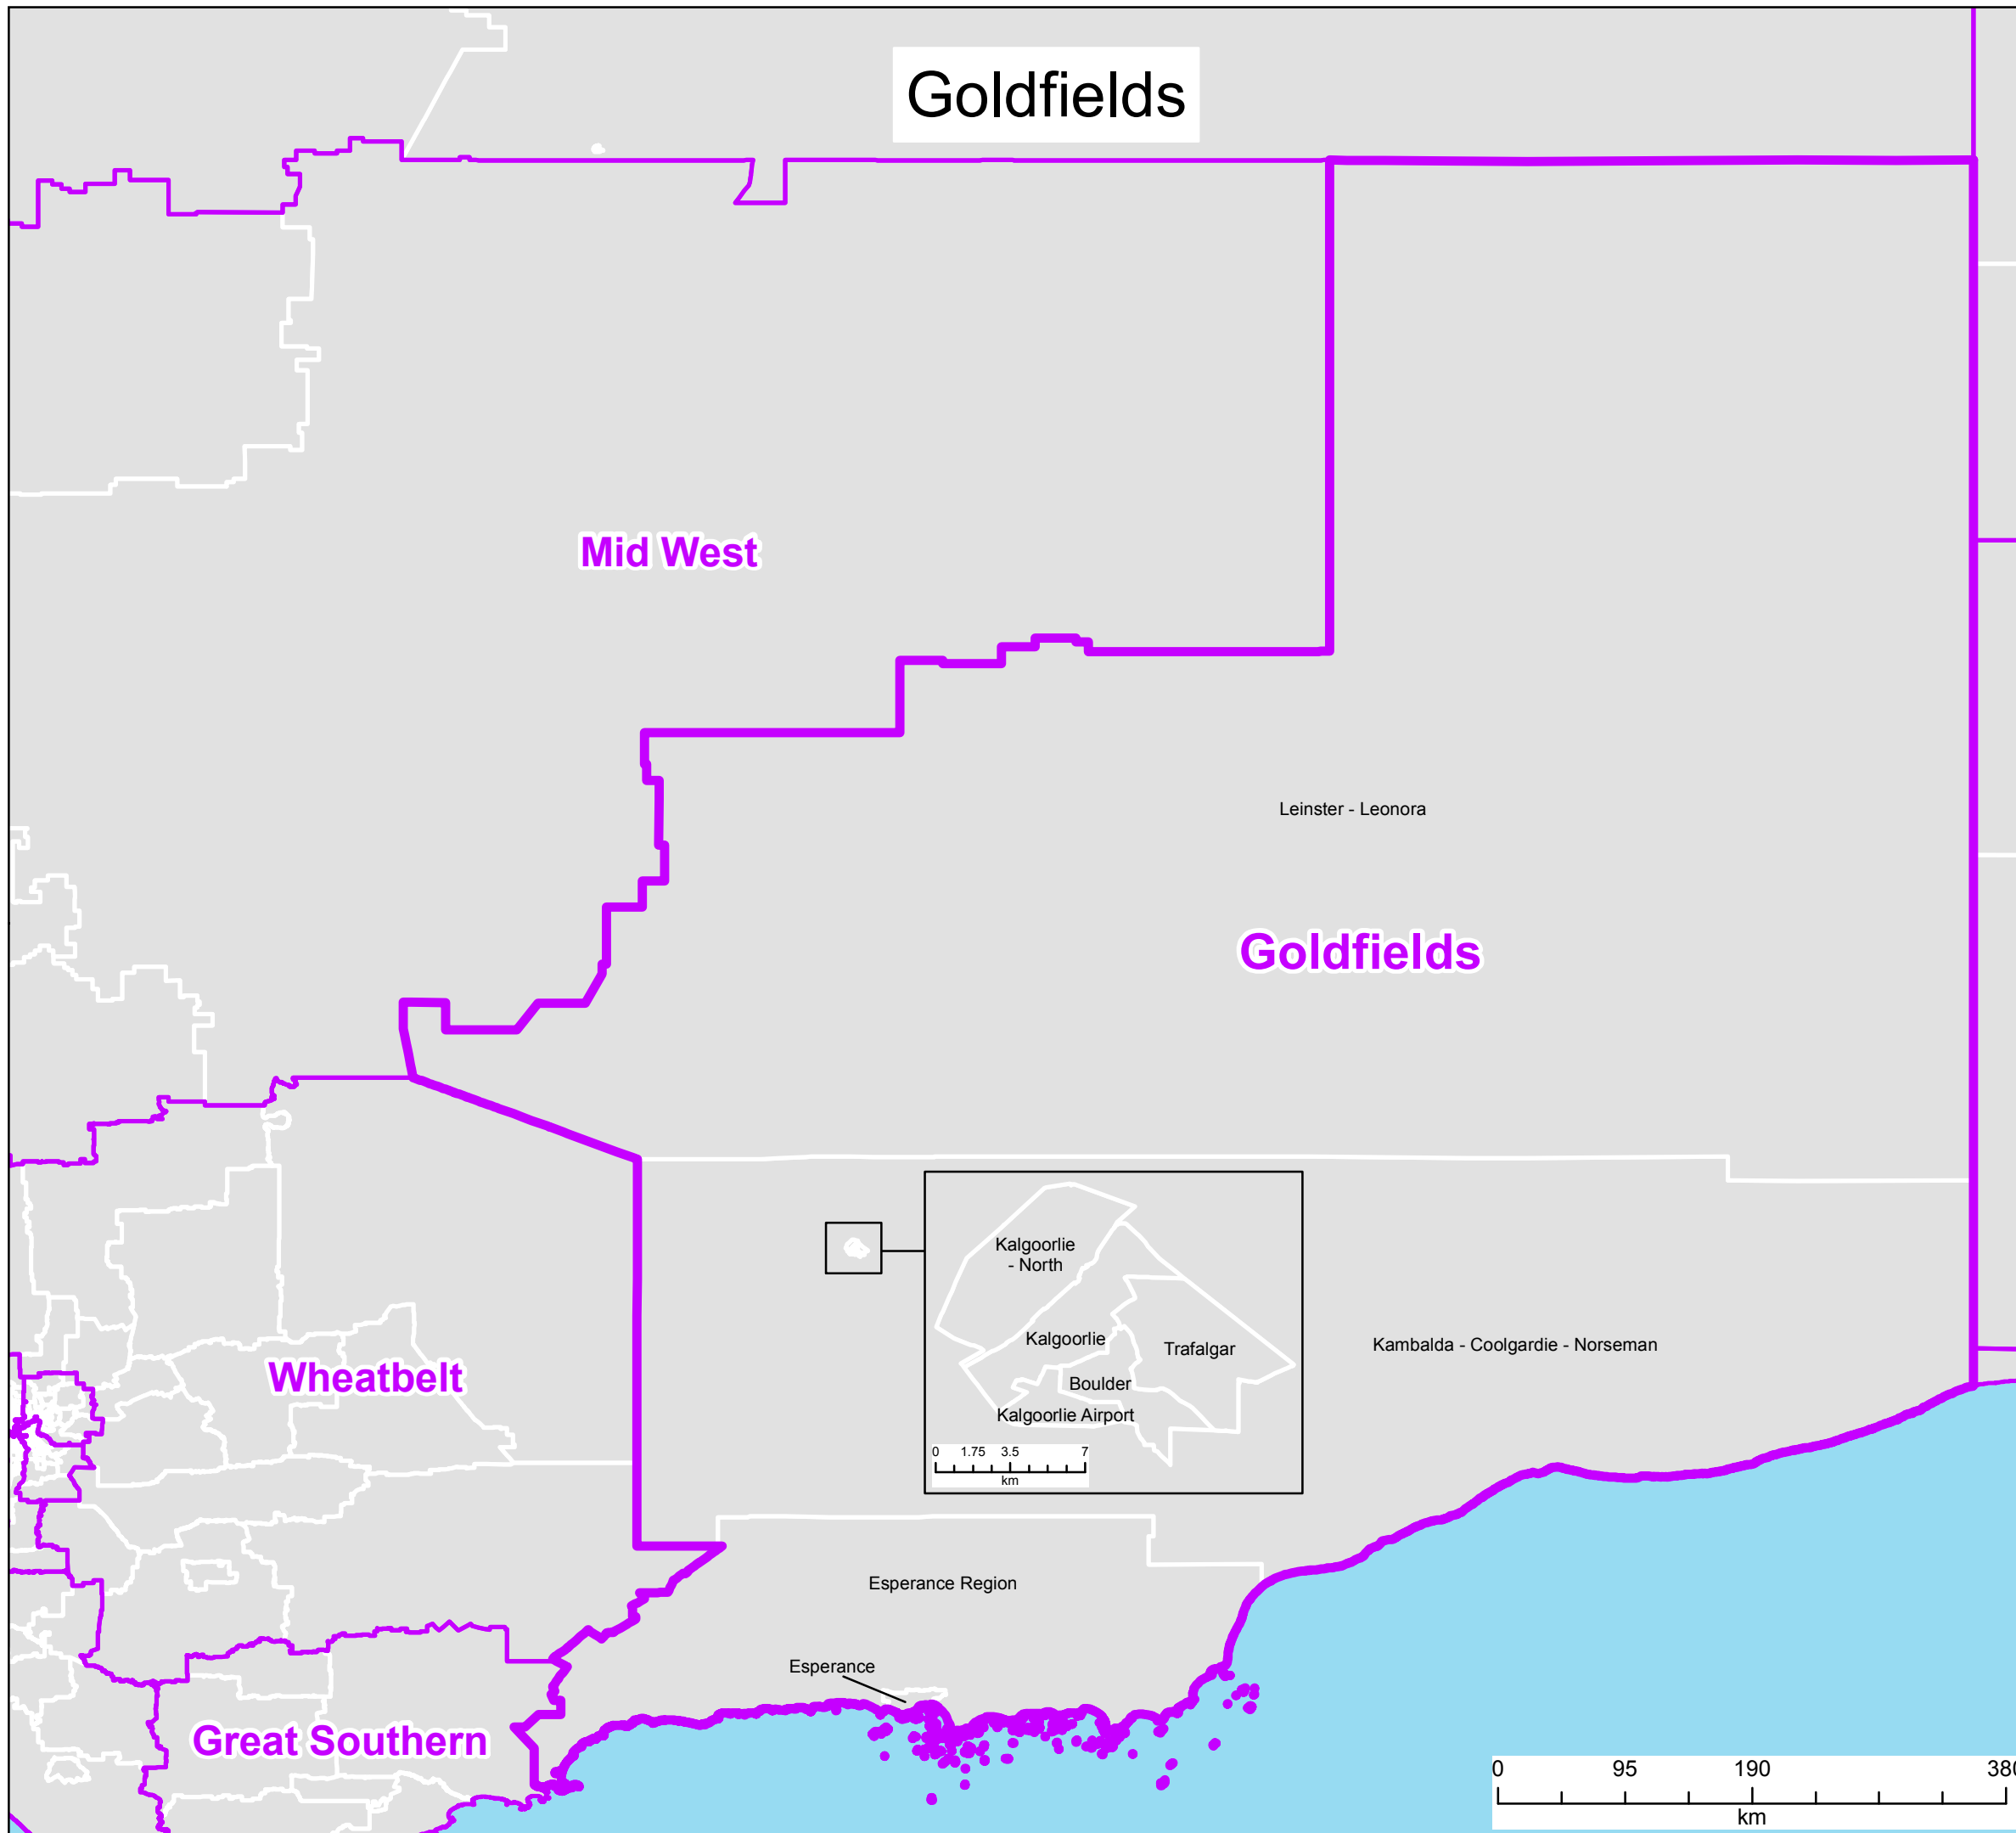 Goldfields
Mid West
Leinster - Leonora
Goldfields
Kalgoorlie
- North
Kalgoorlie
Trafalgar
Kambalda - Coolgardie - Norseman
Wheatbelt
Boulder
Kalgoorlie Airport
0 1.75 3.5 7
km
Esperance Region
Esperance
Great Southern
0 95 190 380
km